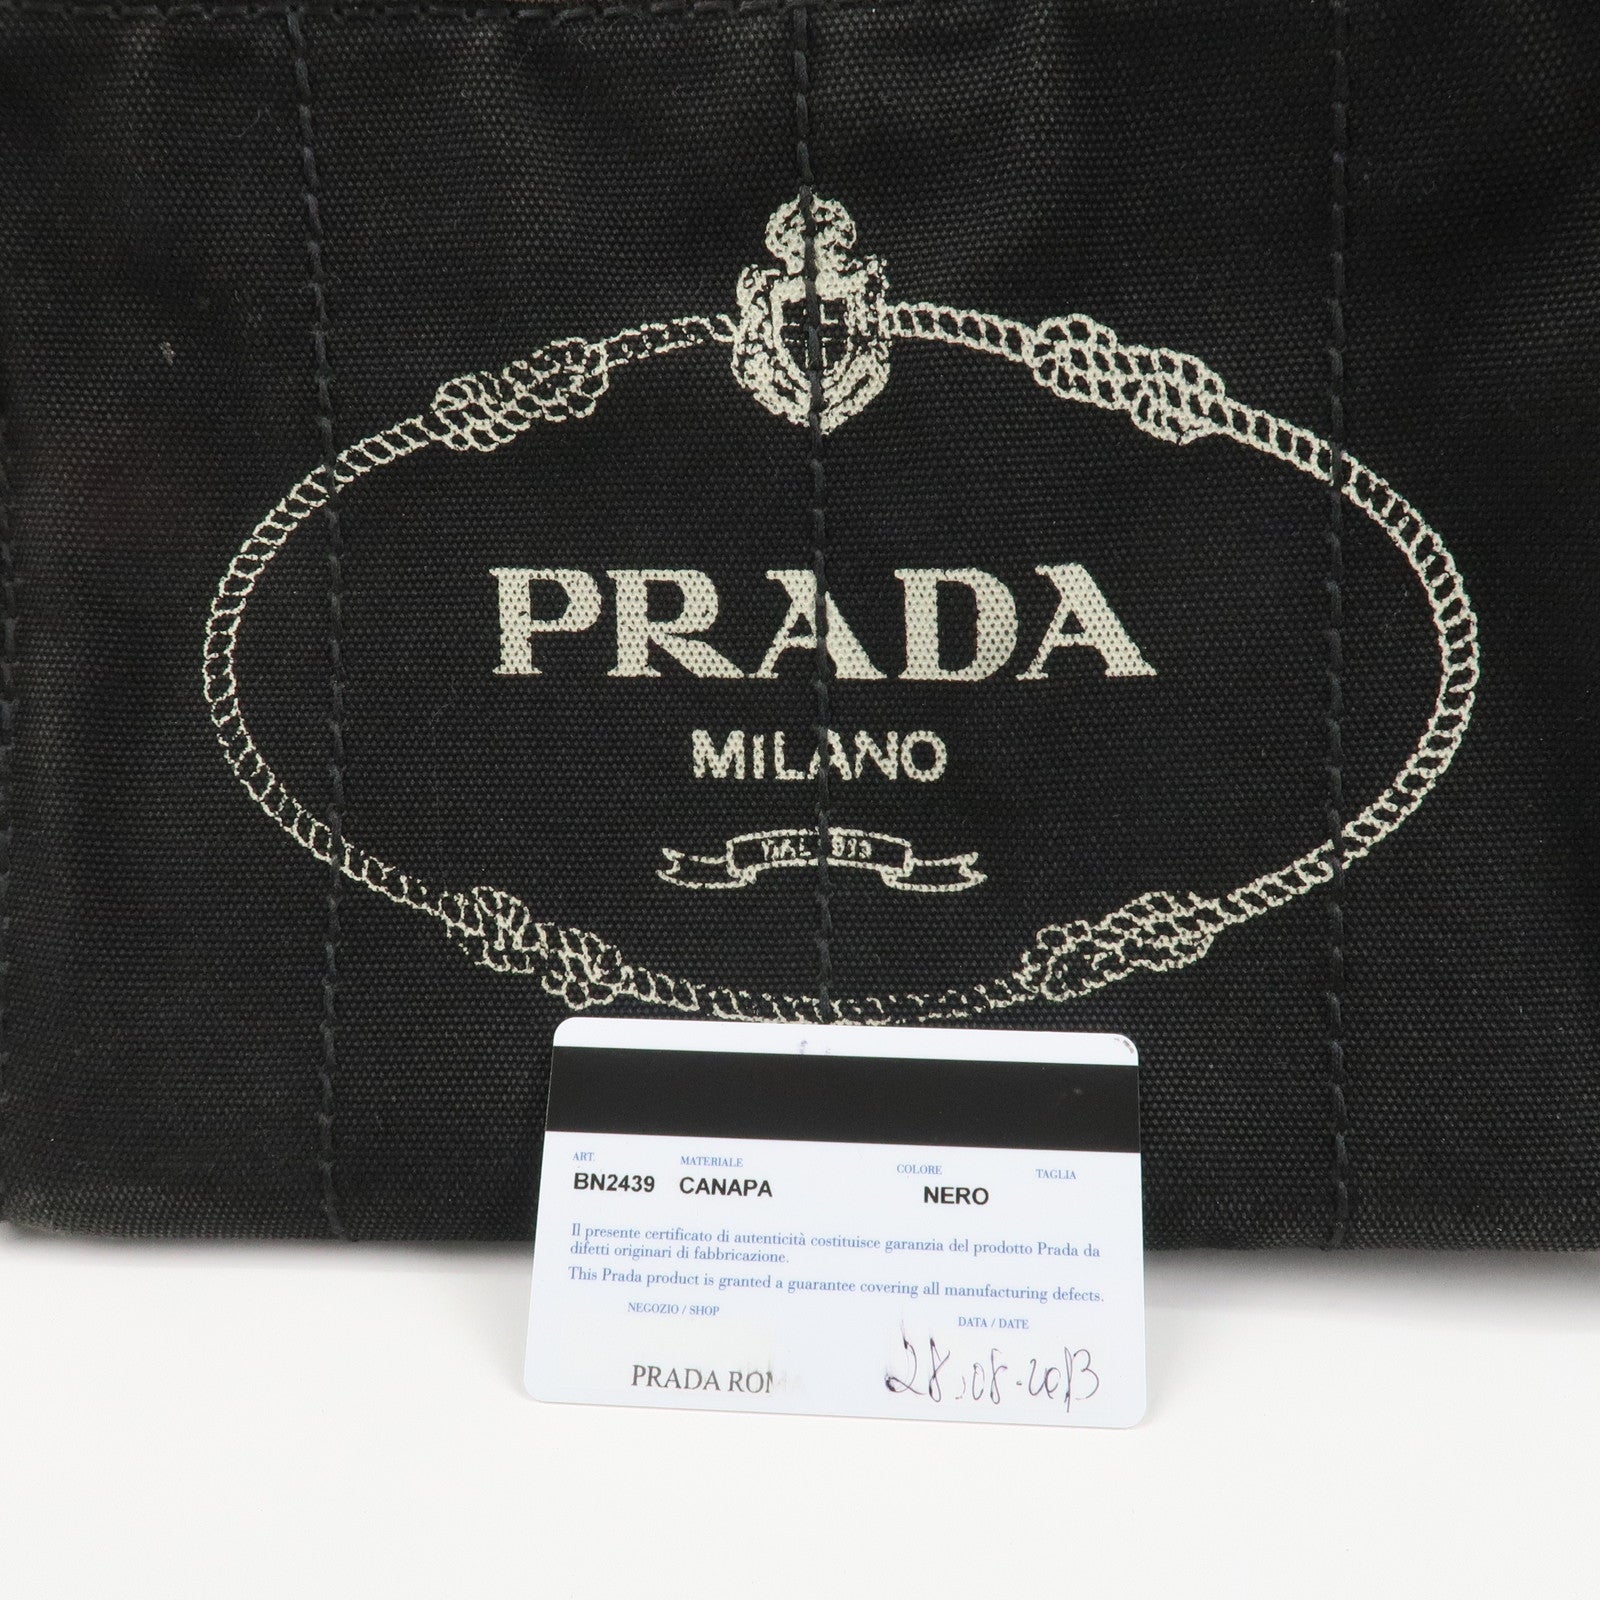 PRADA
MILANO
ART. MATERIALE COLORE TAGLIA
BN2439 CANAPA NERO
Il presente certificato di autenticità costituisce garanzia del prodotto Prada da
difetti originari di fabbricazione.
This Prada product is granted a guarantee covering all manufacturing defects.
NEGOZIO / SHOP DATA / DATE
PRADA ROMA 28.08.2013